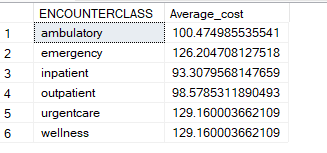 ENCOUNTERCLASS Average_cost
1 ambulatory 100.474985535541
2 emergency 126.204708127518
3 inpatient 93.3079568147659
4 outpatient 98.5785311890493
5 urgentcare 129.160003662109
6 wellness 129.160003662109